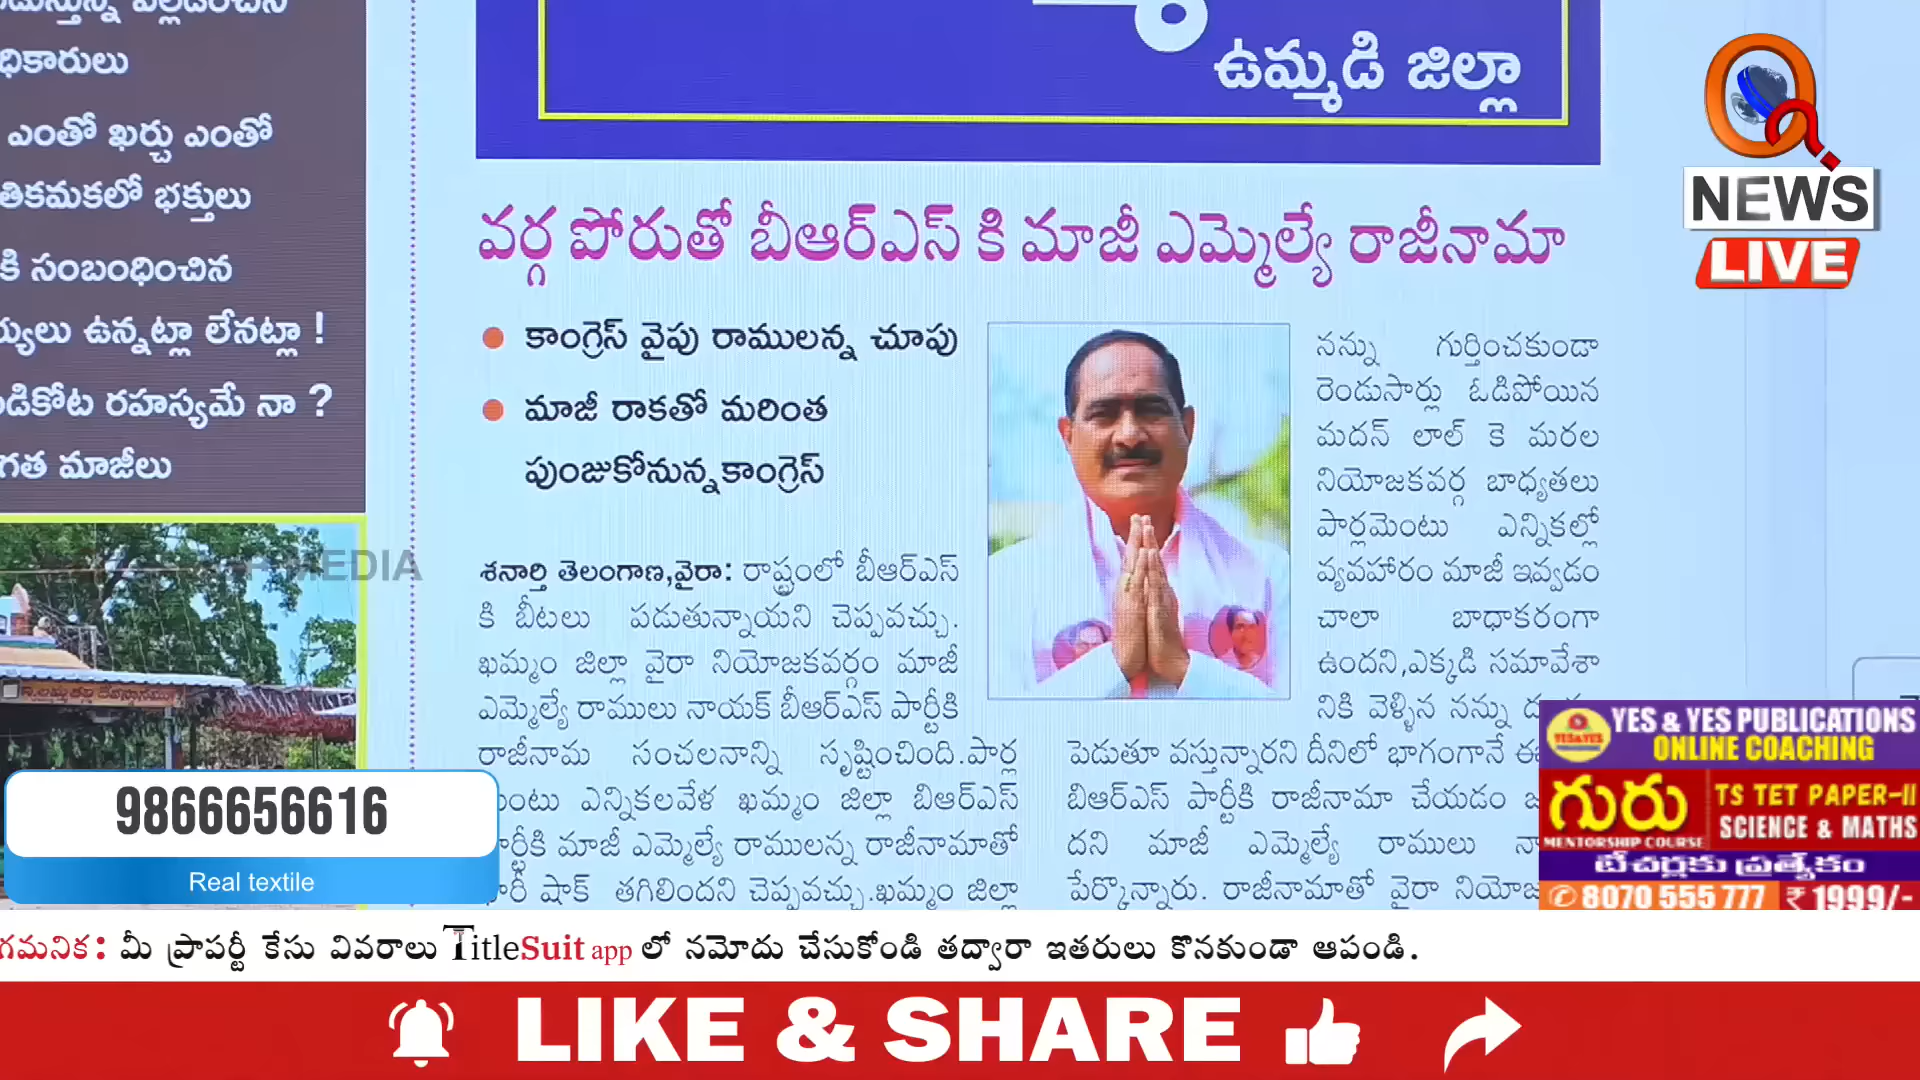 ధికారులు
ఎంతో ఖర్చు ఎంతో
తికమకలో భక్తులు
కి సంబంధించిన
ఉన్నట్లా లేనట్లా !
రహస్యమే నా ?
గత మాజీలు
ఉమ్మడి జిల్లా
వర్గ పోరుతో బీఆర్ఎస్ కి మాజీ ఎమ్మెల్యే రాజీనామా
కాంగ్రెస్ వైపు రాములన్న చూపు
మాజీ రాకతో మరింత
పుంజుకోనున్నకాంగ్రెస్
శనార్తి తెలంగాణ,వైరా: రాష్ట్రంలో బీఆర్ఎస్
కి బీటలు పడుతున్నాయని చెప్పవచ్చు.
ఖమ్మం జిల్లా వైరా నియోజకవర్గం మాజీ
ఎమ్మెల్యే రాములు నాయక్ బీఆర్ఎస్ పార్టీకి
రాజీనామ సంచలనాన్ని సృష్టించింది.పార్ల
ఎన్నికలవేళ ఖమ్మం జిల్లా బిఆర్ఎస్
మాజీ ఎమ్మెల్యే రాములన్న రాజీనామాతో
షాక్ తగిలిందని చెప్పవచ్చు.ఖమ్మం జిల్లా
నన్ను గుర్తించకుండా
రెండుసార్లు ఓడిపోయిన
మదన్ లాల్ కె మరల
నియోజకవర్గ బాధ్యతలు
పార్లమెంటు ఎన్నికల్లో
వ్యవహారం మాజీ ఇవ్వడం
చాలా బాధాకరంగా
ఉందని,ఎక్కడి సమావేశా
నికి వెళ్ళిన నన్ను
పెడుతూ వస్తున్నారని దీనిలో భాగంగానే
బిఆర్ఎస్ పార్టీకి రాజీనామా చేయడం
దని మాజీ ఎమ్మెల్యే రాములు
పేర్కొన్నారు. రాజీనామాతో వైరా
MEDIA
Q NEWS
LIVE
YES & YES PUBLICATIONS
ONLINE COACHING
గురు
MENTORSHIP COURSE
TS TET PAPER-II
SCIENCE & MATHS
టీచర్లకు ప్రత్యేకం
8070 555 777 ₹ 1999/-
9866656616
Real textile
గమనిక: మీ ప్రాపర్టీ కేసు వివరాలు TitleSuit app లో నమోదు చేసుకోండి తద్వారా ఇతరులు కొనకుండా ఆపండి.
LIKE & SHARE